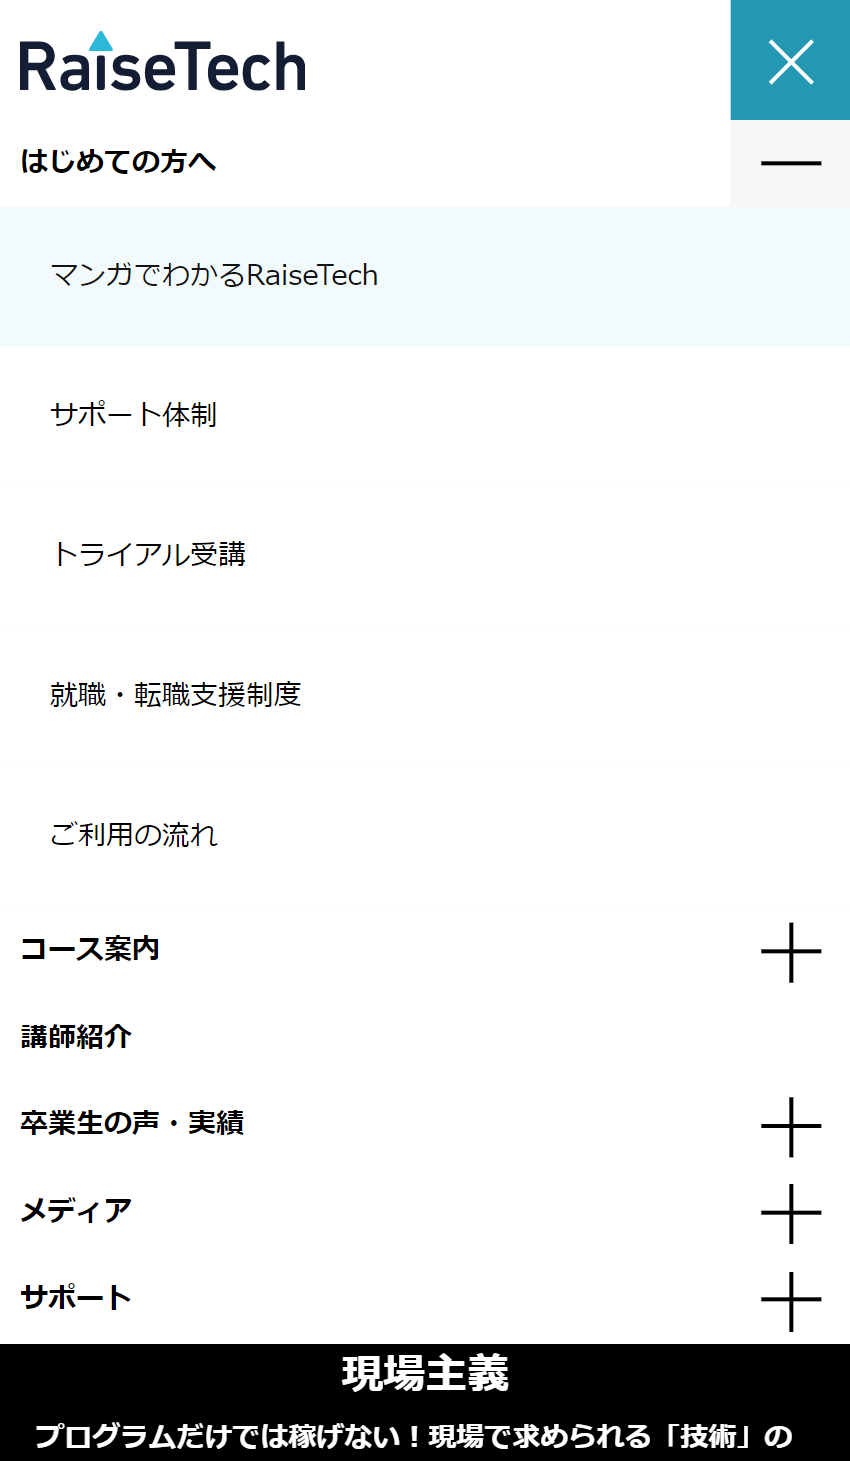 RaiseTech
はじめての方へ
マンガでわかるRaiseTech
サポート体制
トライアル受講
就職・転職支援制度
ご利用の流れ
コース案内
講師紹介
卒業生の声・実績
メディア
サポート
現場主義
プログラムだけでは稼げない！現場で求められる「技術」の